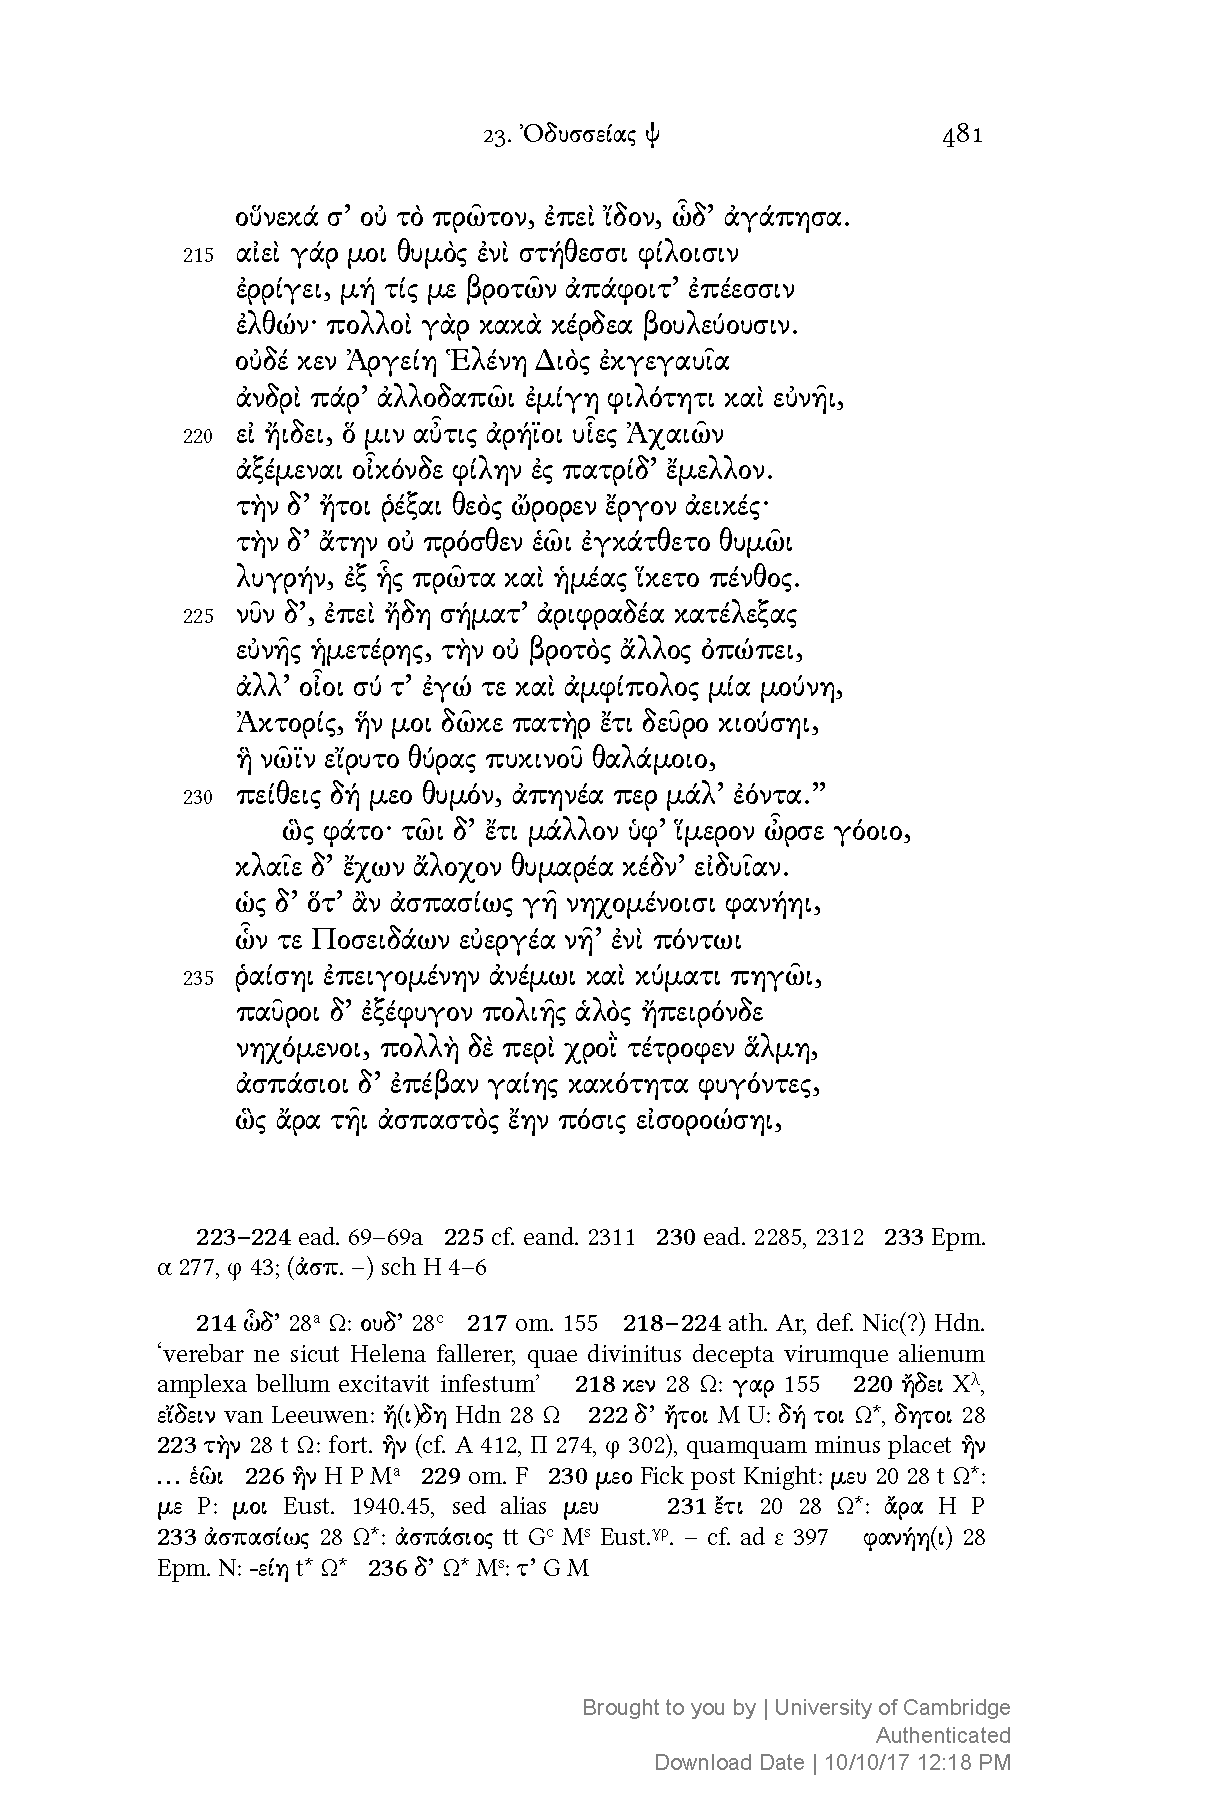 23. Ὀδυσσείας ψ 481
οὕνεκά σ’ οὐ τὸ πρῶτον, ἐπεὶ ἴδον, ὧδ’ ἀγάπησα.
215 αἰεὶ γάρ μοι θυμὸς ἐνὶ στήθεσσι φίλοισιν
ἐρρίγει, μή τίς με βροτῶν ἀπάφοιτ’ ἐπέεσσιν
ἐλθών· πολλοὶ γὰρ κακὰ κέρδεα βουλεύουσιν.
οὐδέ κεν Ἀργείη Ἑλένη Διὸς ἐκγεγαυῖα
ἀνδρὶ πάρ’ ἀλλοδαπῶι ἐμίγη φιλότητι καὶ εὐνῆι,
220 εἰ ἤιδει, ὅ μιν αὖτις ἀρήϊοι υἷες Ἀχαιῶν
ἀξέμεναι οἶκόνδε φίλην ἐς πατρίδ’ ἔμελλον.
τὴν δ’ ἤτοι ῥέξαι θεὸς ὤρορεν ἔργον ἀεικές·
τὴν δ’ ἄτην οὐ πρόσθεν ἑῶι ἐγκάτθετο θυμῶι
λυγρήν, ἐξ ἧς πρῶτα καὶ ἡμέας ἵκετο πένθος.
225 νῦν δ’, ἐπεὶ ἤδη σήματ’ ἀριφραδέα κατέλεξας
εὐνῆς ἡμετέρης, τὴν οὐ βροτὸς ἄλλος ὀπώπει,
ἀλλ’ οἶοι σύ τ’ ἐγώ τε καὶ ἀμφίπολος μία μούνη,
Ἀκτορίς, ἥν μοι δῶκε πατὴρ ἔτι δεῦρο κιούσηι,
ἣ νῶϊν εἴρυτο θύρας πυκινοῦ θαλάμοιο,
230 πείθεις δή μεο θυμόν, ἀπηνέα περ μάλ’ ἐόντα.”
ὣς φάτο· τῶι δ’ ἔτι μάλλον ὑφ’ ἵμερον ὦρσε γόοιο,
κλαῖε δ’ ἔχων ἄλοχον θυμαρέα κέδν’ εἰδυῖαν.
ὡς δ’ ὅτ’ ἂν ἀσπασίως γῆ νηχομένοισι φανήηι,
ὧν τε Ποσειδάων εὐεργέα νῆ’ ἐνὶ πόντωι
235 ῥαίσηι ἐπειγομένην ἀνέμωι καὶ κύματι πηγῶι,
παῦροι δ’ ἐξέφυγον πολιῆς ἁλὸς ἤπειρόνδε
νηχόμενοι, πολλὴ δὲ περὶ χροῒ τέτροφεν ἅλμη,
ἀσπάσιοι δ’ ἐπέβαν γαίης κακότητα φυγόντες,
ὣς ἄρα τῆι ἀσπαστὸς ἔην πόσις εἰσοροώσηι,
223–224 ead. 69–69a 225 cf. eand. 2311 230 ead. 2285, 2312 233 Epm.
α 277, φ 43; (ἀσπ. –) sch H 4–6
214 ὧδ’ 28ᵃ Ω: ουδ’ 28ᶜ 217 om. 155 218–224 ath. Ar, def. Nic(?) Hdn.
‘verebar ne sicut Helena fallerer, quae divinitus decepta virumque alienum
amplexa bellum excitavit infestum’ 218 κεν 28 Ω: γαρ 155 220 ἤδει Xλ,
εἴδειν van Leeuwen: ἤ(ι)δη Hdn 28 Ω 222 δ’ ἤτοι M U: δή τοι Ω*, δητοι 28
223 τὴν 28 t Ω: fort. ἣν (cf. Α 412, Π 274, φ 302), quamquam minus placet ἣν
… ἑῶι 226 ἣν H P Mᵃ 229 om. F 230 μεο Fick post Knight: μευ 20 28 t Ω*:
με P: μοι Eust. 1940.45, sed alias μευ 231 ἔτι 20 28 Ω*: ἄρα H P
233 ἀσπασίως 28 Ω*: ἀσπάσιος tt Gᶜ Mˢ Eust.γρ. – cf. ad ε 397 φανήη(ι) 28
Epm. N: -είη t* Ω* 236 δ’ Ω* Mˢ: τ’ G M
Brought to you by | University of Cambridge
Authenticated
Download Date | 10/10/17 12:18 PM